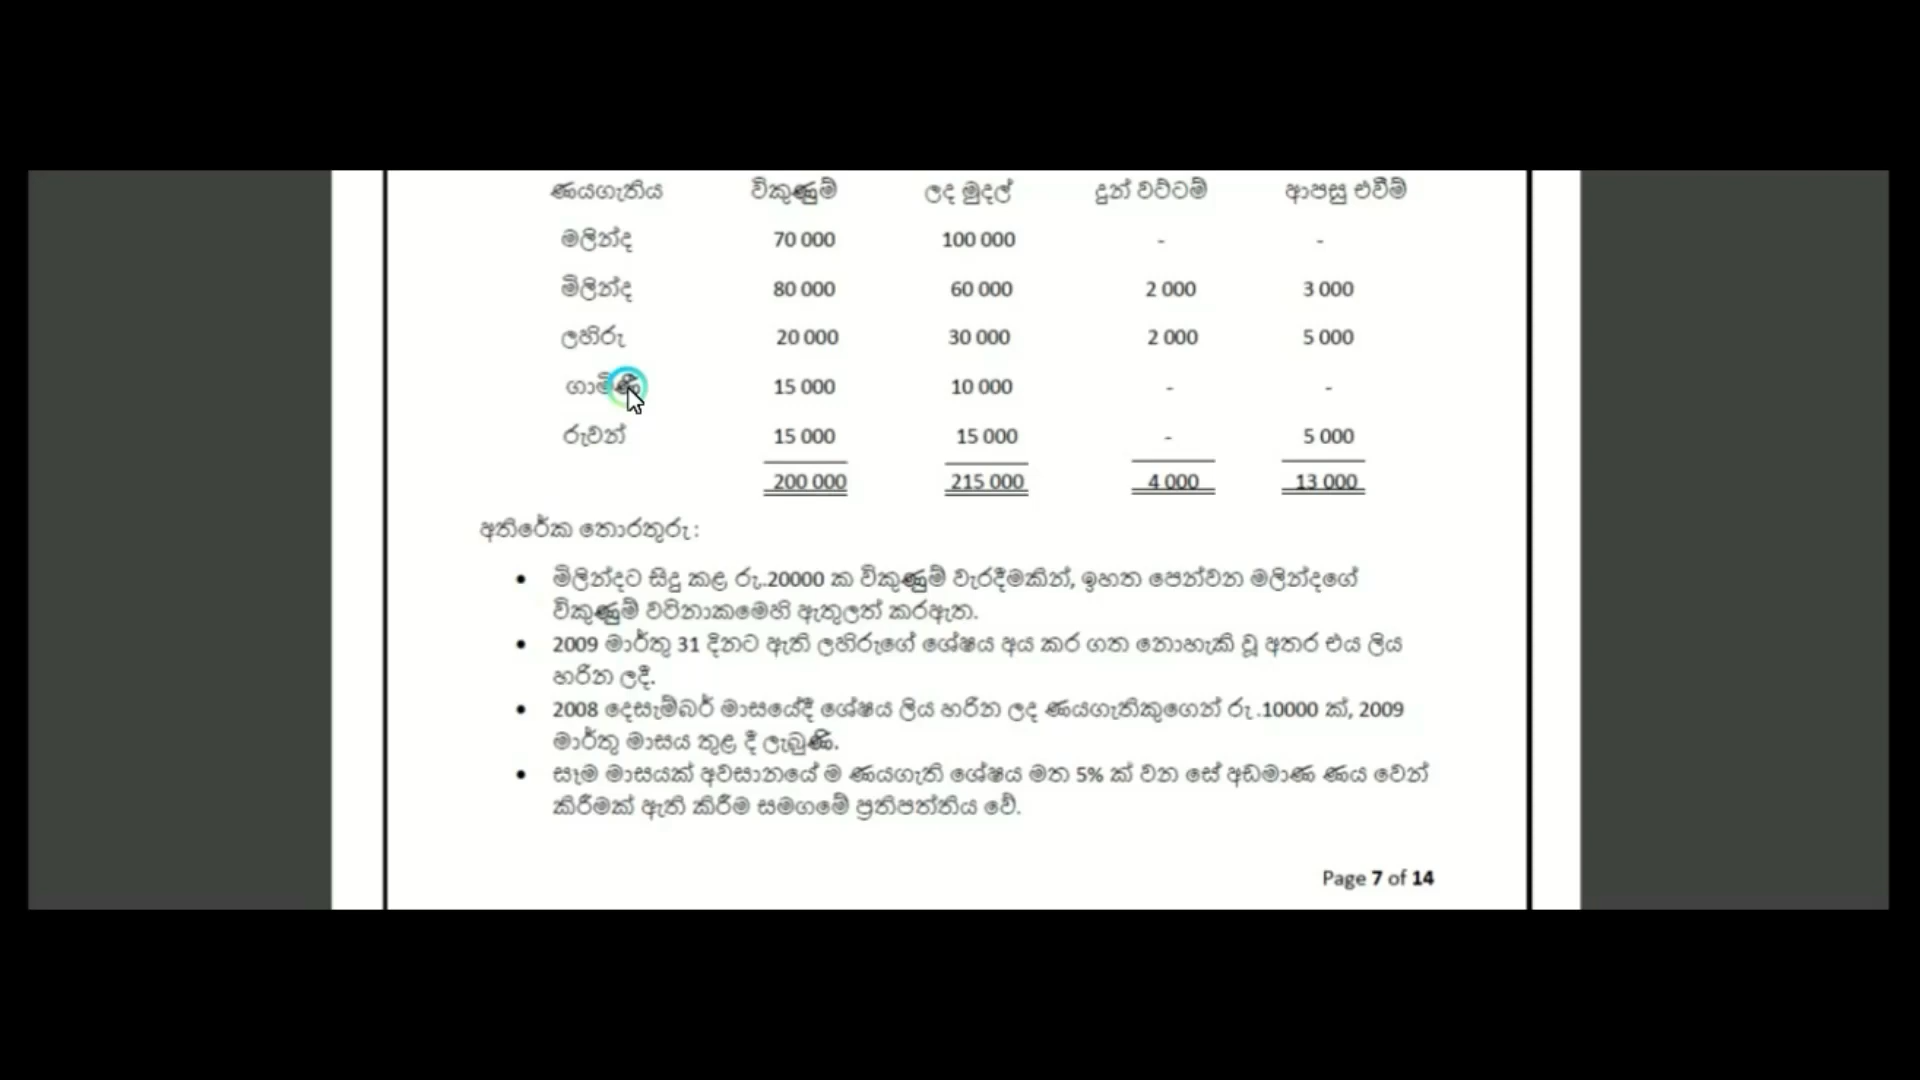 ණයගැතිය විකුණුම් ලද මුදල් දුන් වට්ටම් ආපසු එවීම්
මලින්ද 70 000 100 000 - -
මිලින්ද 80 000 60 000 2 000 3 000
ලහිරු 20 000 30 000 2 000 5 000
ගාමිණී 15 000 10 000 - -
රුවන් 15 000 15 000 - 5 000
200 000 215 000 4 000 13 000
අතිරේක තොරතුරු :
• මිලින්දට සිදු කළ රු..20000 ක විකුණුම් වැරදීමකින්, ඉහත පෙන්වන මලින්දගේ
විකුණුම් වටිනාකමෙහි ඇතුලත් කරඇත.
• 2009 මාර්තු 31 දිනට ඇති ලහිරුගේ ශේෂය අය කර ගත නොහැකි වූ අතර එය ලිය
හරින ලදී.
• 2008 දෙසැම්බර් මාසයේදී ශේෂය ලිය හරින ලද ණයගැතිකුගෙන් රු .10000 ක්, 2009
මාර්තු මාසය තුළ දී ලැබුණි.
• සෑම මාසයක් අවසානයේ ම ණයගැති ශේෂය මත 5% ක් වන සේ අඩමාණ ණය වෙන්
කිරීමක් ඇති කිරීම සමගමේ ප්‍රතිපත්තිය වේ.
Page 7 of 14